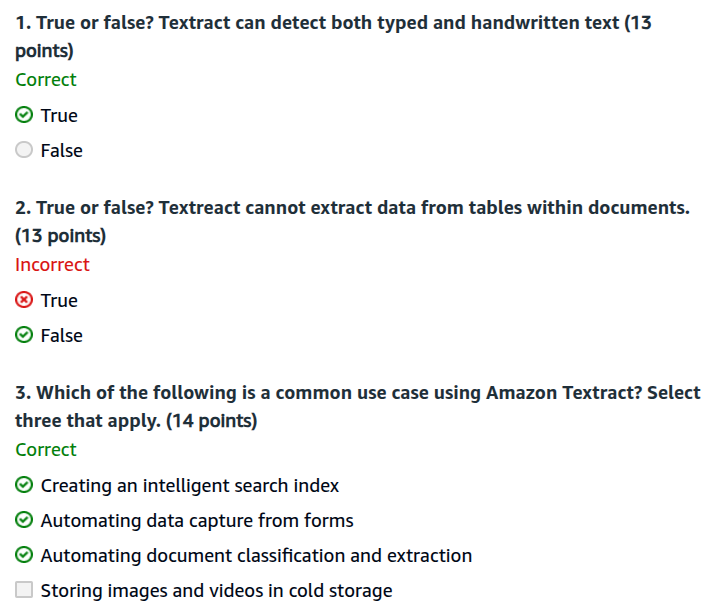 1. True or false? Textract can detect both typed and handwritten text (13
points)
Correct
True
False
2. True or false? Textreact cannot extract data from tables within documents.
(13 points)
Incorrect
True
False
3. Which of the following is a common use case using Amazon Textract? Select
three that apply. (14 points)
Correct
Creating an intelligent search index
Automating data capture from forms
Automating document classification and extraction
Storing images and videos in cold storage